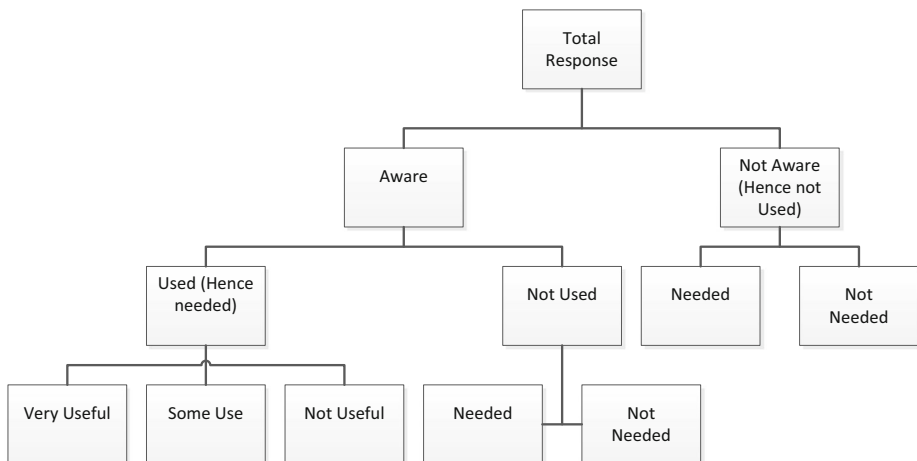 Total
Response
Aware
Not Aware
(Hence not
Used)
Used (Hence
needed)
Not Used
Needed
Not
Needed
Very Useful
Some Use
Not Useful
Needed
Not
Needed